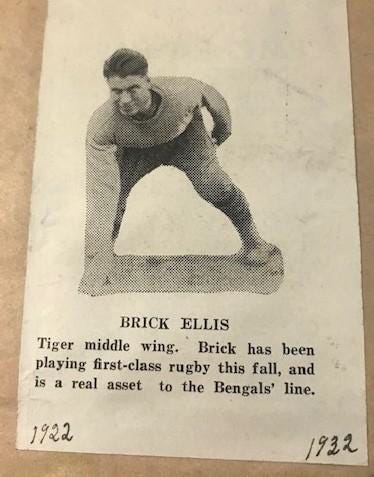 BRICK ELLIS
Tiger middle wing. Brick has been
playing first-class rugby this fall, and
is a real asset to the Bengals' line.
1922 1932